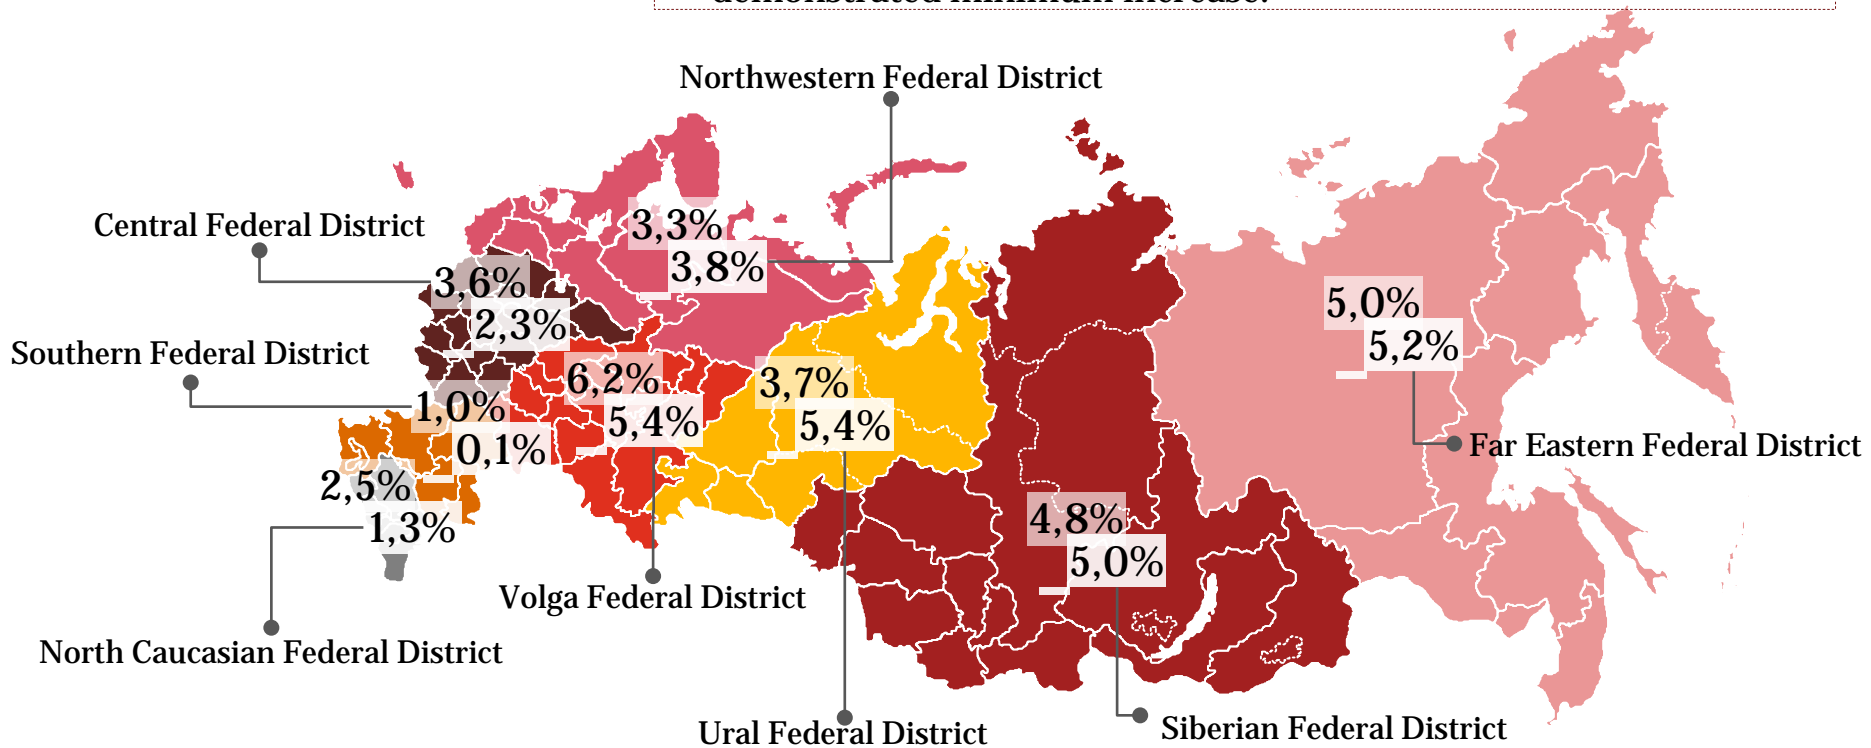 demonstrated minimum increase.
Northwestern Federal District
3,3%
3,8%
Central Federal District
3,6%
2,3%
Southern Federal District
1,0%
0,1%
6,2%
5,4%
3,7%
5,4%
5,0%
5,2%
Far Eastern Federal District
2,5%
1,3%
4,8%
5,0%
Volga Federal District
North Caucasian Federal District
Ural Federal District
Siberian Federal District